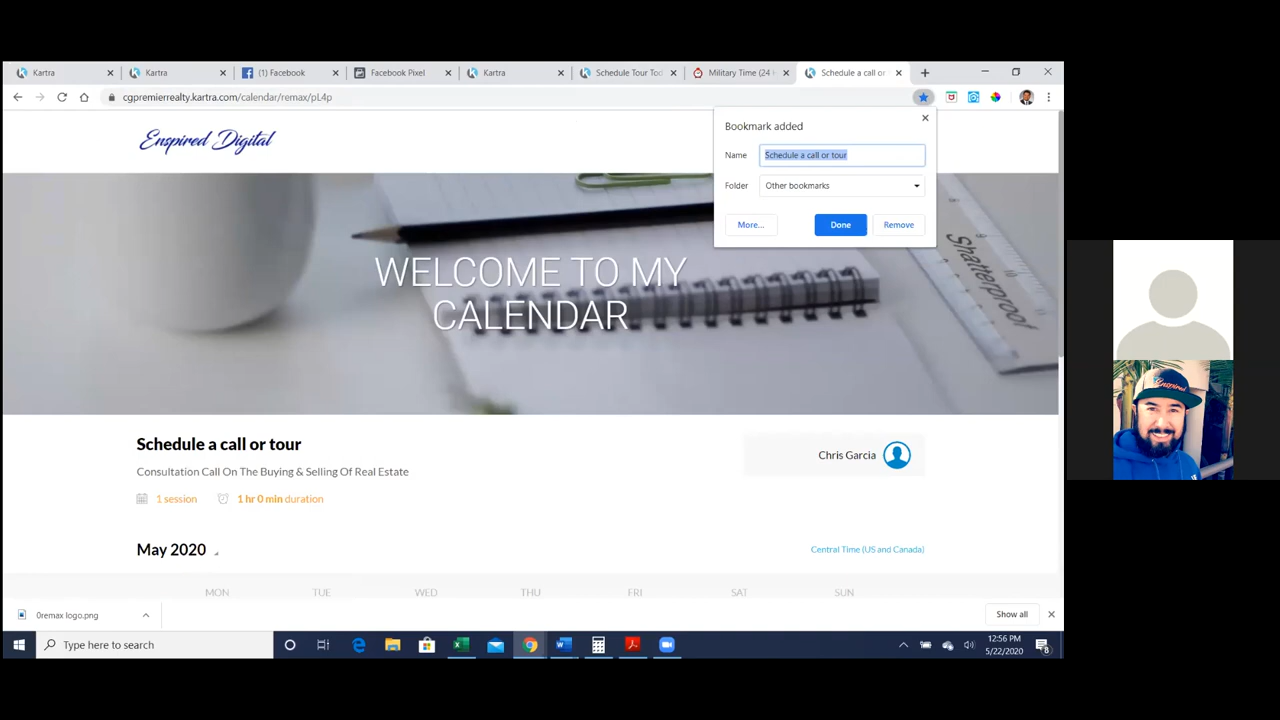 Kartra
Kartra
(1) Facebook
Facebook Pixel
Kartra
Schedule Tour Tod
Military Time (24 H
Schedule a call or
cgpremierrealty.kartra.com/calendar/remax/pL4p
Enspired Digital
Bookmark added
Name
Schedule a call or tour
Folder
Other bookmarks
More...
Done
Remove
Shatterproof
WELCOME TO MY
CALENDAR
Schedule a call or tour
Consultation Call On The Buying & Selling Of Real Estate
Chris Garcia
1 session
1 hr 0 min duration
May 2020
Central Time (US and Canada)
MON TUE WED THU FRI SAT SUN
0remax logo.png
Show all
Type here to search
12:56 PM
5/22/2020
8
Enspired